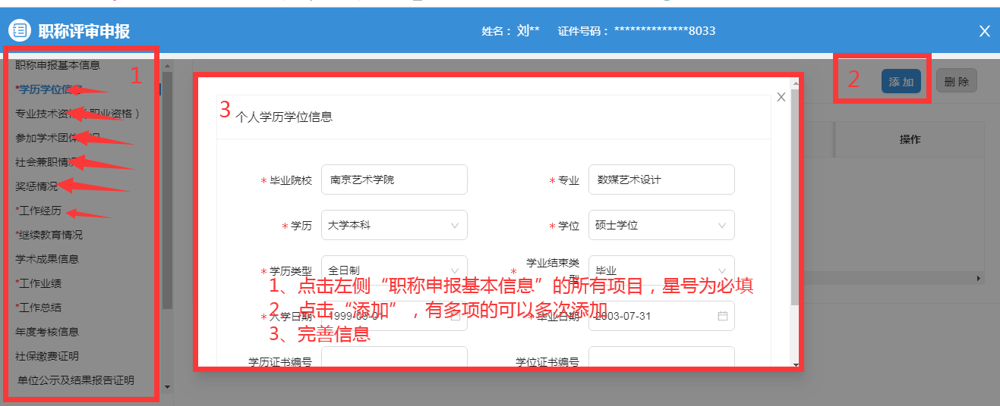 职称评审申报
姓名：刘** 证件号码：**************8033
X
职称申报基本信息
1
*学历学位信息
专业技术资格（职业资格）
参加学术团体情况
社会兼职情况
奖惩情况
*工作经历
*继续教育情况
学术成果信息
*工作业绩
*工作总结
年度考核信息
社保缴费证明
单位公示及结果报告证明
2
添 加
删 除
操作
3
个人学历学位信息
* 毕业院校 南京艺术学院
* 专业 数媒艺术设计
* 学历 大学本科
* 学位 硕士学位
* 学历类型 全日制
* 学业结束类型 毕业
1、点击左侧“职称申报基本信息”的所有项目，星号为必填
* 入学日期 1999-09-01
* 毕业日期 2003-07-31
2、点击“添加”，有多项的可以多次添加
3、完善信息
学历证书编号
学位证书编号